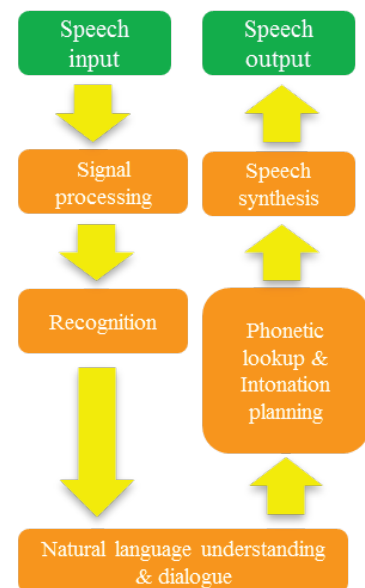 Speech
input
Speech
output
Signal
processing
Speech
synthesis
Recognition
Phonetic
lookup &
Intonation
planning
Natural language understanding
& dialogue